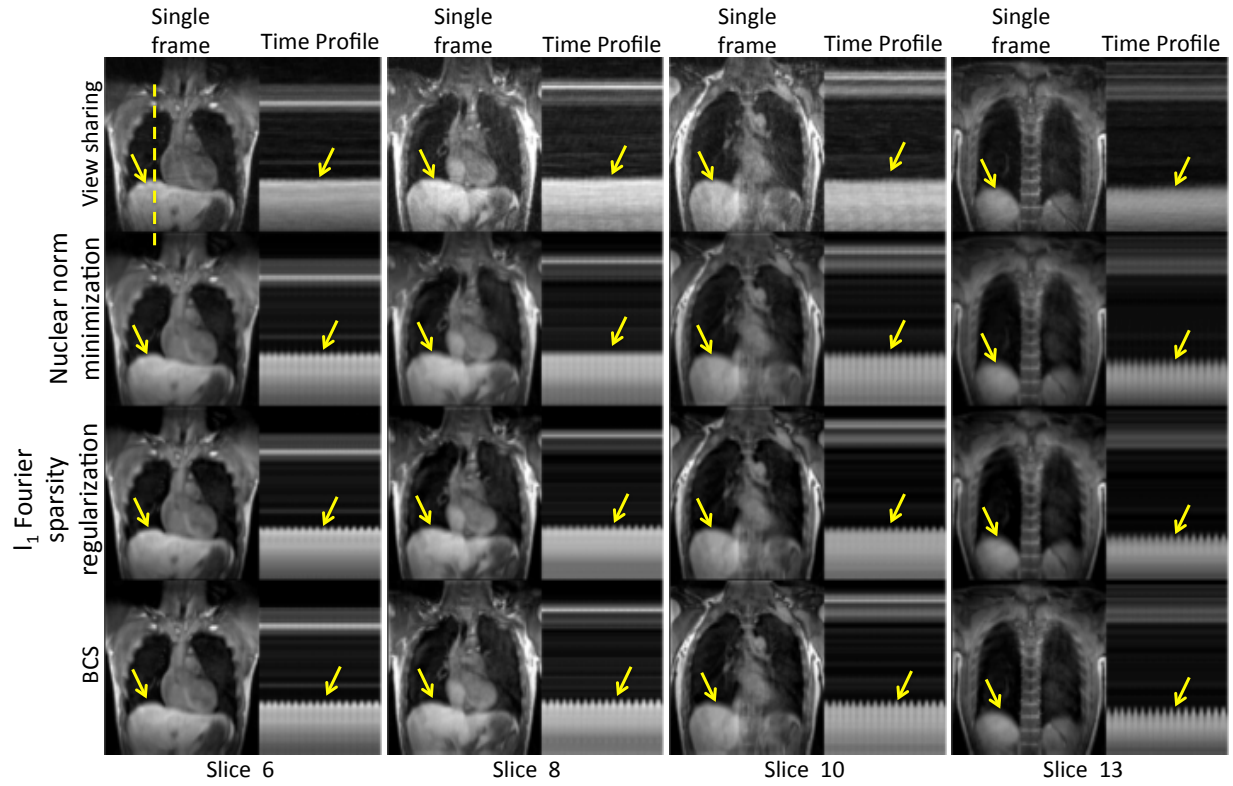 Single
frame
Time Profile
Single
frame
Time Profile
Single
frame
Time Profile
Single
frame
Time Profile
View sharing
Nuclear norm
minimization
l1 Fourier
sparsity
regularization
BCS
Slice 6
Slice 8
Slice 10
Slice 13